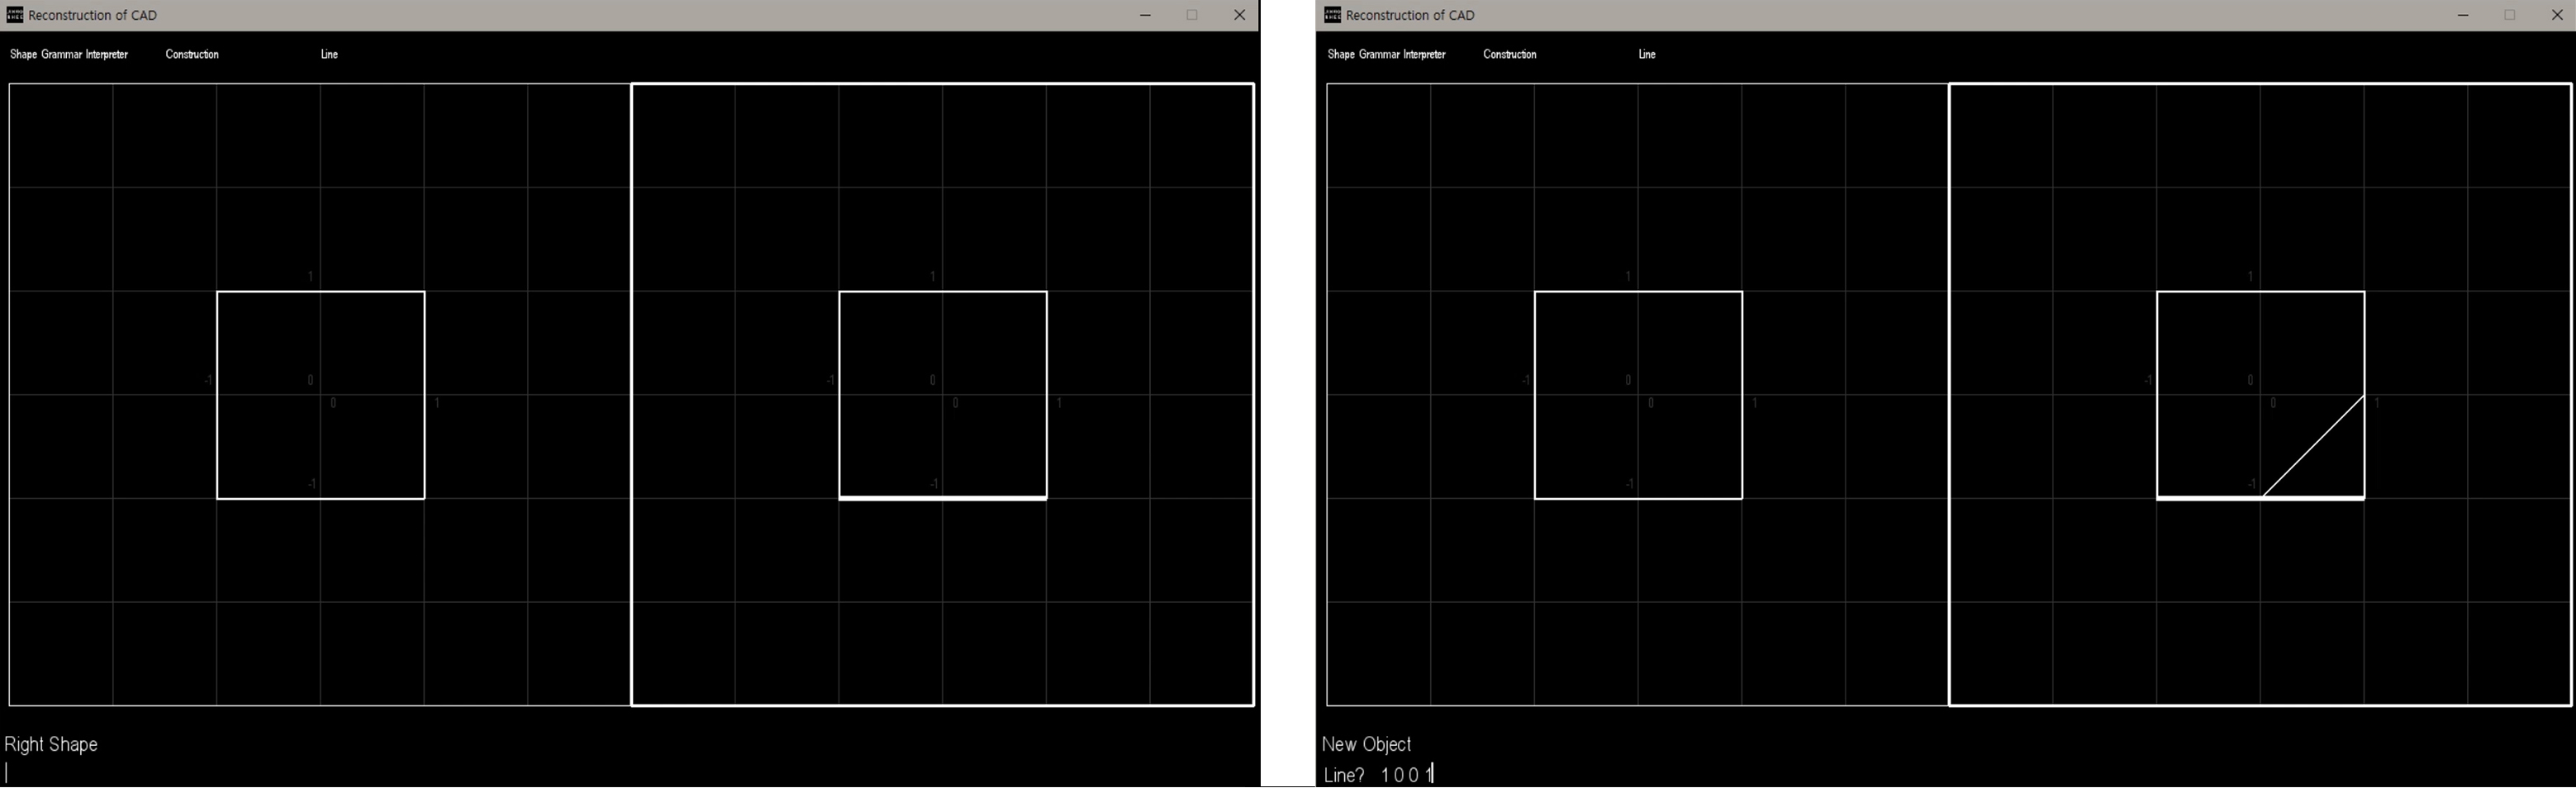 Reconstruction of CAD
Shape Grammar Interpreter Construction Line
1
-1 0
0 1
-1
1
-1 0
0 1
-1
Right Shape
Reconstruction of CAD
Shape Grammar Interpreter Construction Line
1
-1 0
0 1
-1
1
-1 0
0 1
-1
New Object
Line? 1 0 0 1